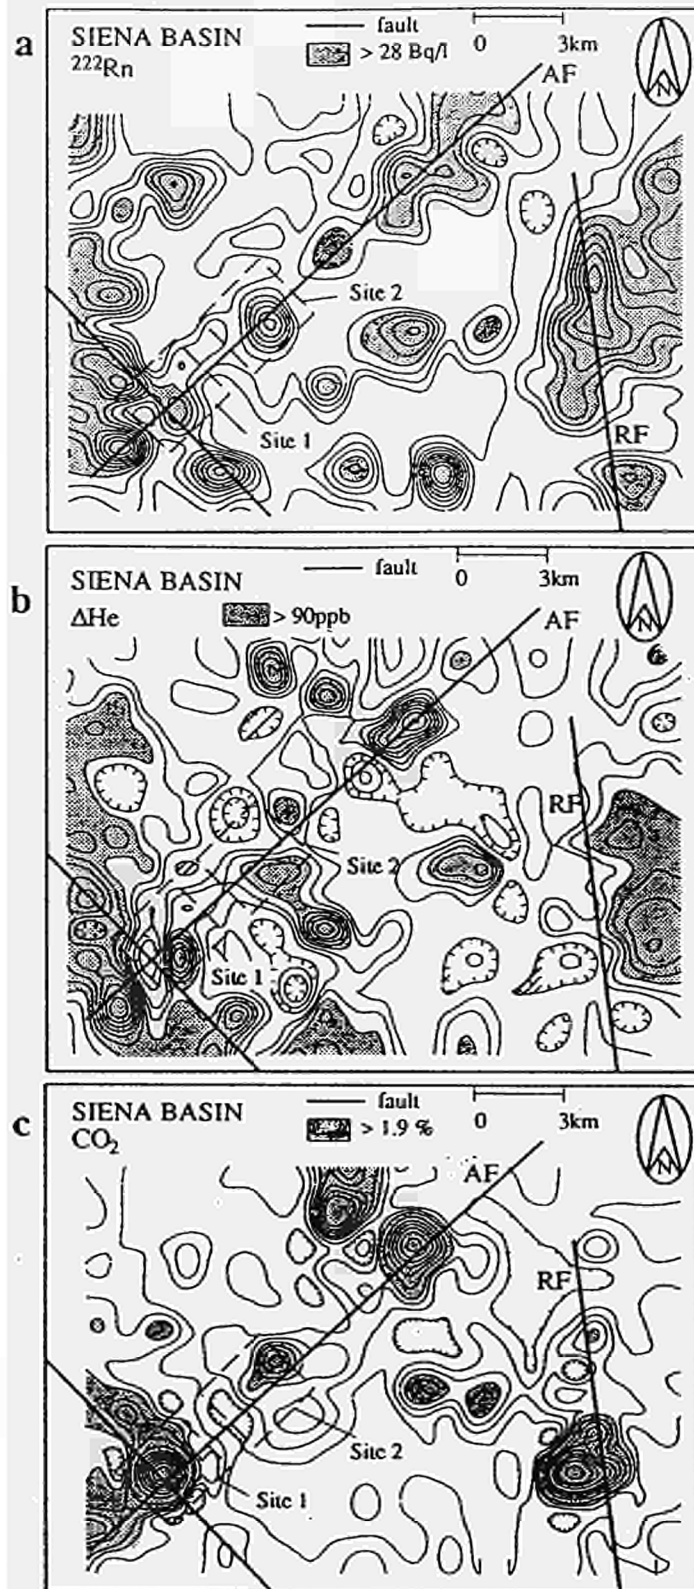 a
SIENA BASIN
²²²Rn
fault
> 28 Bq/l
0 3km
N
AF
Site 2
Site 1
RF
b
SIENA BASIN
ΔHe
fault
> 90ppb
0 3km
N
AF
RF
Site 2
Site 1
c
SIENA BASIN
CO₂
fault
> 1.9 %
0 3km
N
AF
RF
Site 2
Site 1